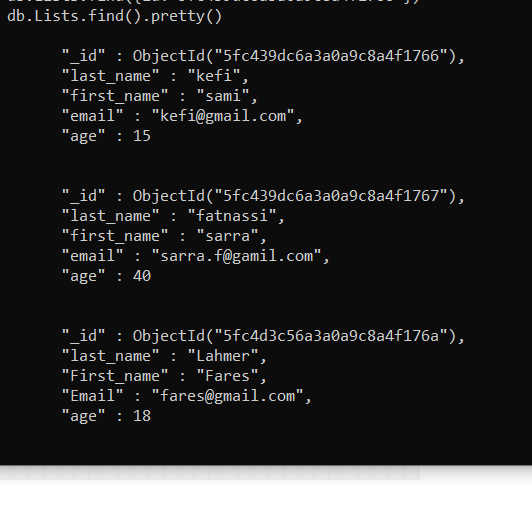 db.Lists.find().pretty()
"_id" : ObjectId("5fc439dc6a3a0a9c8a4f1766"),
"last_name" : "kefi",
"first_name" : "sami",
"email" : "kefi@gmail.com",
"age" : 15
"_id" : ObjectId("5fc439dc6a3a0a9c8a4f1767"),
"last_name" : "fatnassi",
"first_name" : "sarra",
"email" : "sarra.f@gamil.com",
"age" : 40
"_id" : ObjectId("5fc4d3c56a3a0a9c8a4f176a"),
"last_name" : "Lahmer",
"First_name" : "Fares",
"Email" : "fares@gmail.com",
"age" : 18